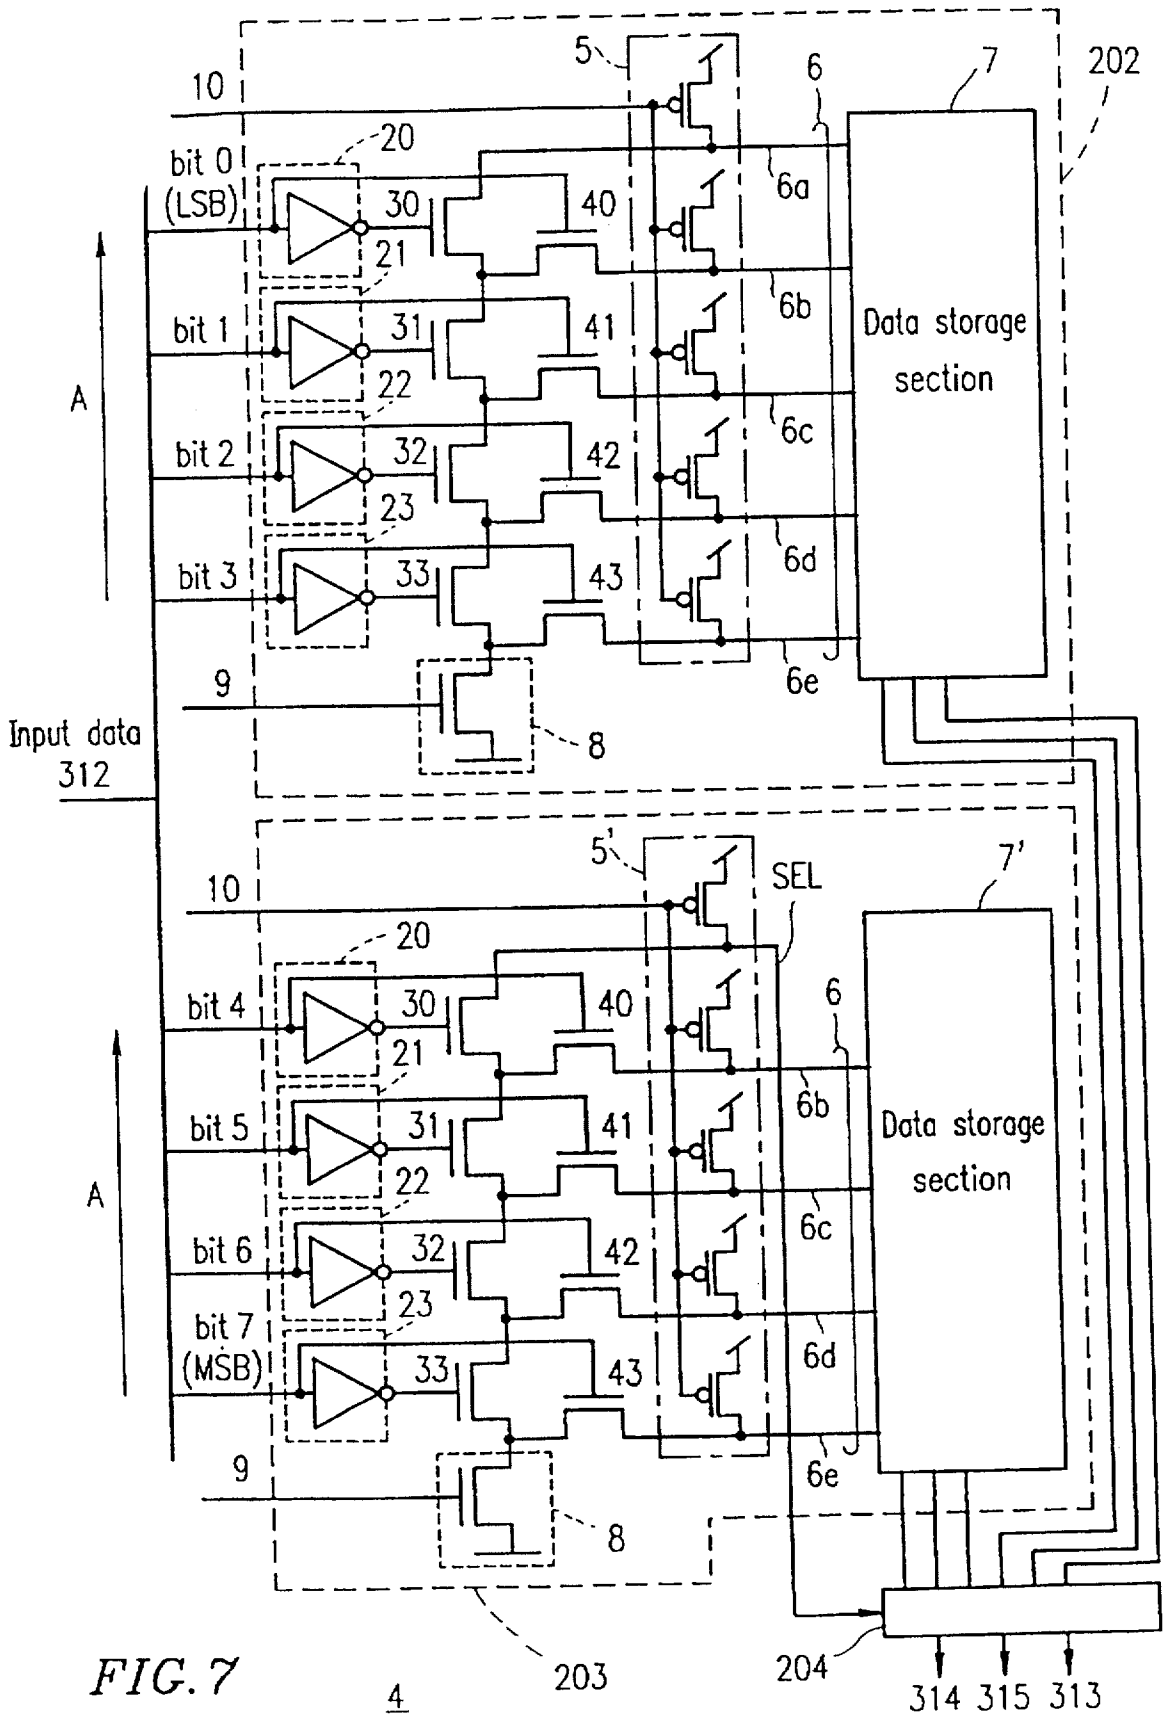 5
6
7
202
10
20
bit 0
(LSB)
30
40
6a
21
6b
bit 1
31
41
Data storage
section
A
22
6c
bit 2
32
42
23
6d
bit 3
33
43
6e
9
8
Input data
312
5'
7'
10
SEL
20
bit 4
30
40
6
21
6b
bit 5
31
41
Data storage
section
A
22
6c
bit 6
32
42
23
6d
bit 7
(MSB)
33
43
6e
9
8
204
203
314 315 313
FIG.7
4